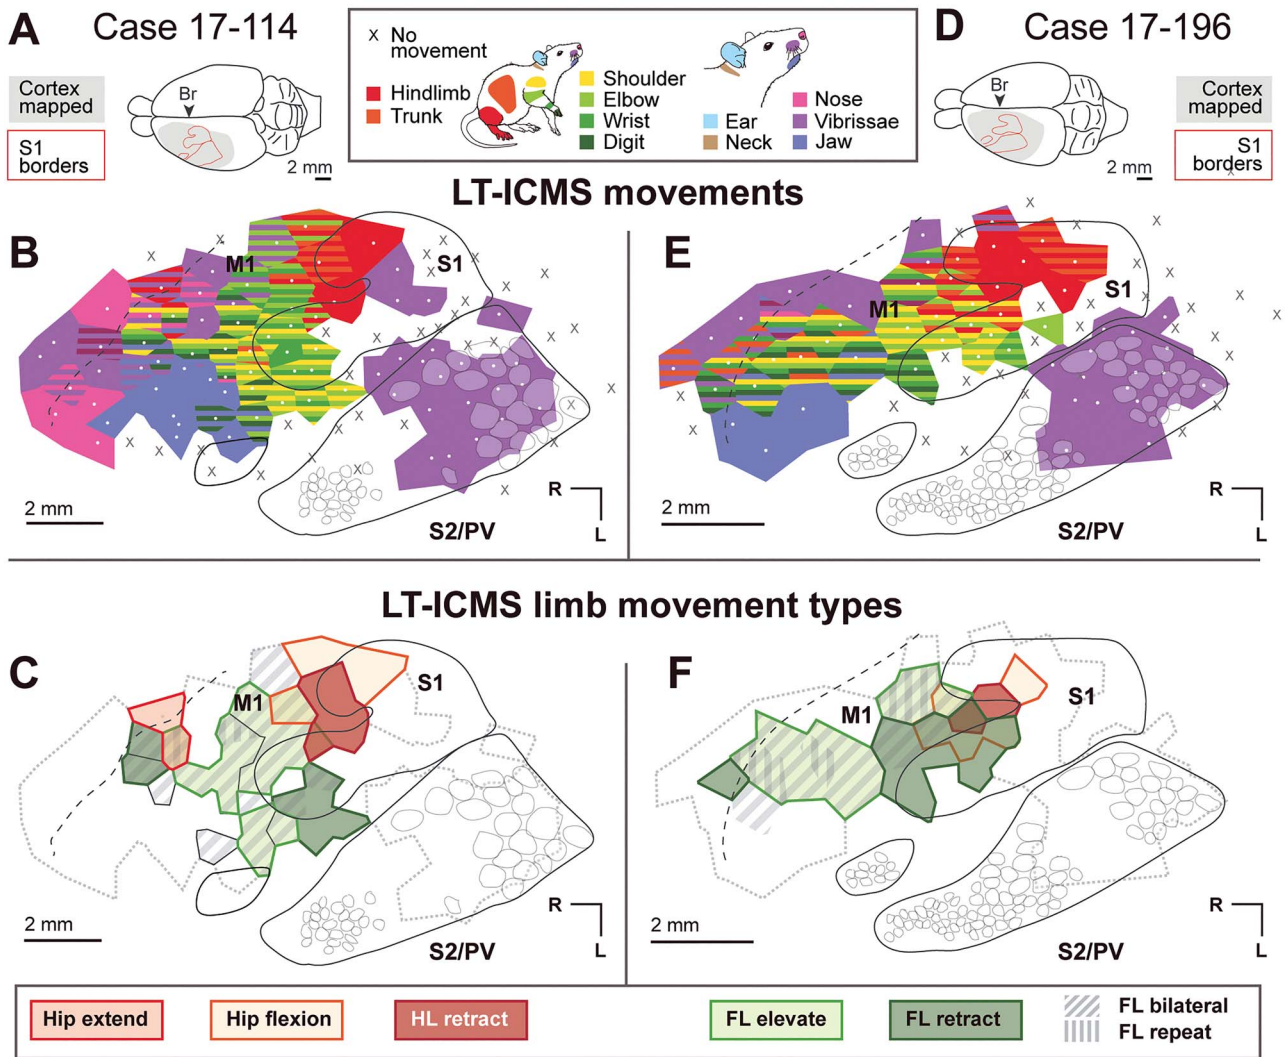 A Case 17-114
Cortex
mapped
S1
borders
Br
2 mm
x No
movement
Hindlimb
Trunk
Shoulder
Elbow
Wrist
Digit
Ear
Neck
Nose
Vibrissae
Jaw
D Case 17-196
Br
2 mm
Cortex
mapped
S1
borders
x
LT-ICMS movements
B
M1
S1
2 mm
S2/PV
R
L
E
M1
S1
2 mm
S2/PV
R
L
LT-ICMS limb movement types
C
M1
S1
2 mm
S2/PV
R
L
F
M1
S1
2 mm
S2/PV
R
L
Hip extend
Hip flexion
HL retract
FL elevate
FL retract
FL bilateral
FL repeat